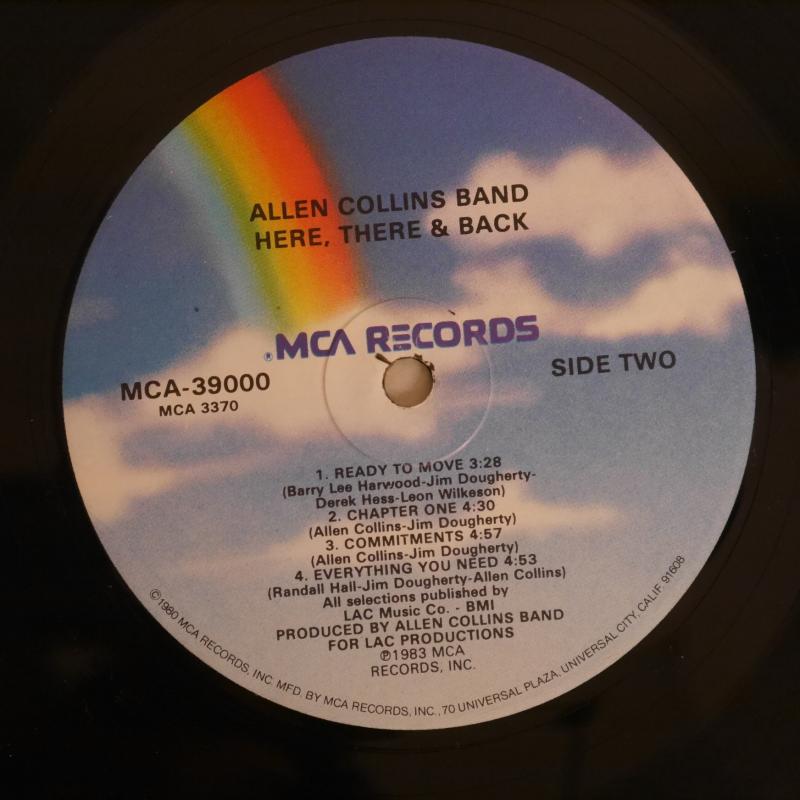 ALLEN COLLINS BAND
HERE, THERE & BACK
®MCA RECORDS
MCA-39000
MCA 3370
SIDE TWO
1. READY TO MOVE 3:28
(Barry Lee Harwood-Jim Dougherty-
Derek Hess-Leon Wilkeson)
2. CHAPTER ONE 4:30
(Allen Collins-Jim Dougherty)
3. COMMITMENTS 4:57
(Allen Collins-Jim Dougherty)
4. EVERYTHING YOU NEED 4:53
(Randall Hall-Jim Dougherty-Allen Collins)
All selections published by
LAC Music Co. - BMI
PRODUCED BY ALLEN COLLINS BAND
FOR LAC PRODUCTIONS
℗1983 MCA
RECORDS, INC.
©1980 MCA RECORDS, INC. MFD. BY MCA RECORDS, INC., 70 UNIVERSAL PLAZA, UNIVERSAL CITY, CALIF. 91608